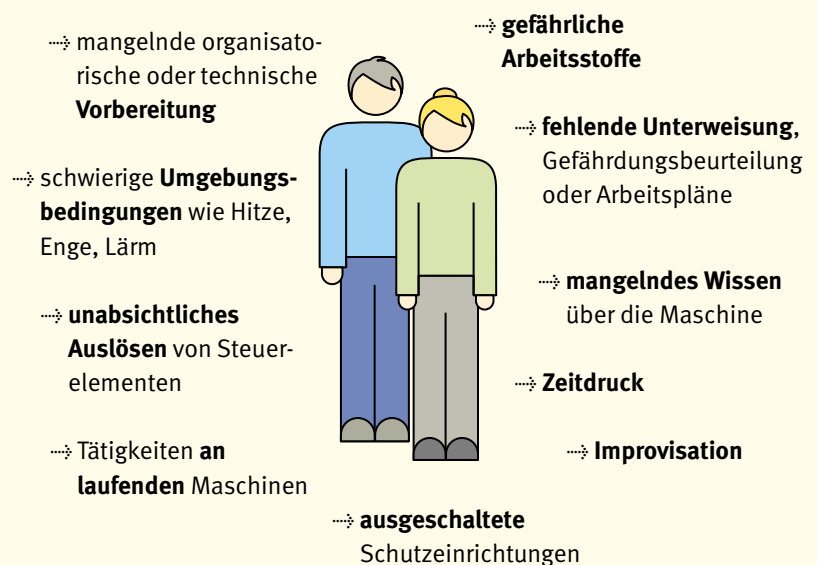 mangelnde organisato-
rische oder technische
Vorbereitung
schwierige Umgebungs-
bedingungen wie Hitze,
Enge, Lärm
unabsichtliches
Auslösen von Steuer-
elementen
Tätigkeiten an
laufenden Maschinen
gefährliche
Arbeitsstoffe
fehlende Unterweisung,
Gefährdungsbeurteilung
oder Arbeitspläne
mangelndes Wissen
über die Maschine
Zeitdruck
Improvisation
ausgeschaltete
Schutzeinrichtungen